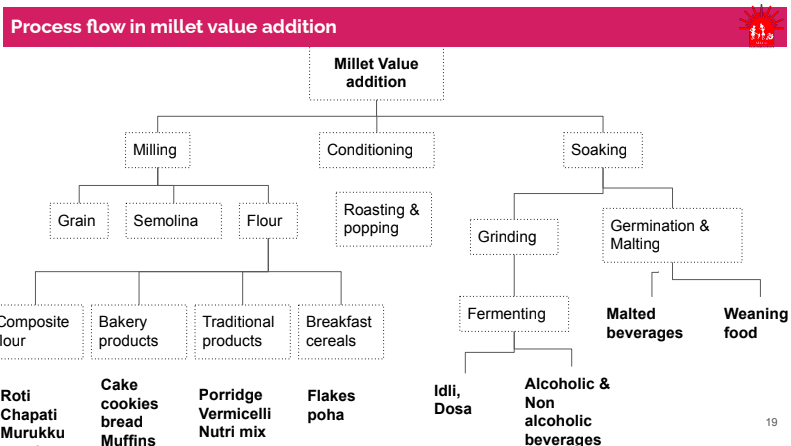 Process flow in millet value addition
Millet Value
addition
Milling
Conditioning
Soaking
Grain
Semolina
Flour
Roasting &
popping
Grinding
Germination &
Malting
Composite
Bakery
products
Traditional
products
Breakfast
cereals
Fermenting
Malted
beverages
Weaning
food
Roti
Chapati
Murukku
Cake
cookies
bread
Muffins
Porridge
Vermicelli
Nutri mix
Flakes
poha
Idli,
Dosa
Alcoholic &
Non
alcoholic
beverages
19